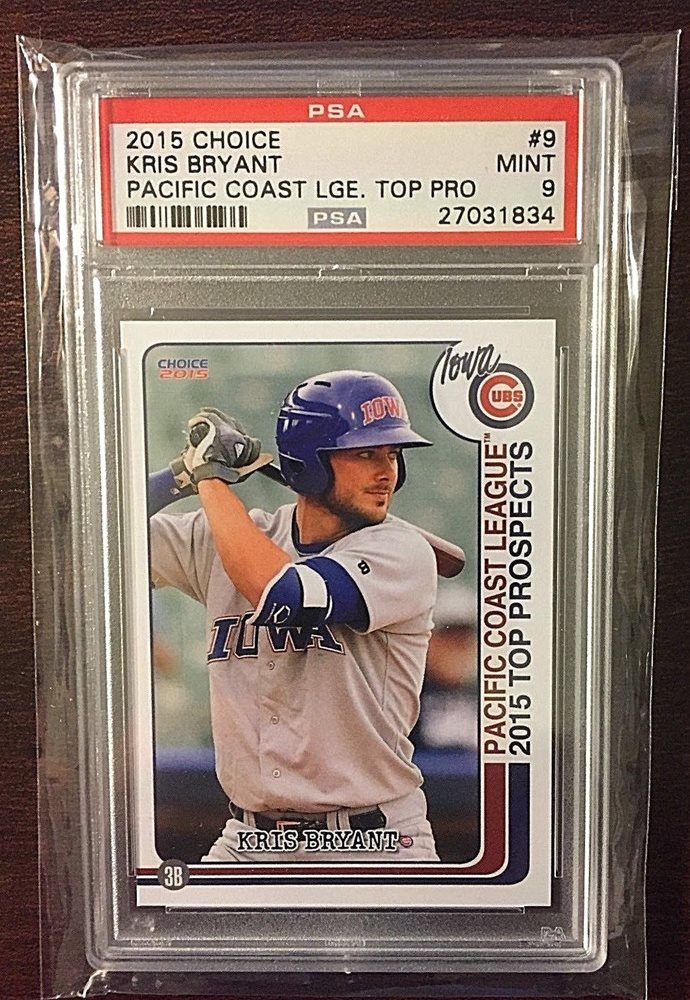 PSA
2015 CHOICE #9
KRIS BRYANT MINT
PACIFIC COAST LGE. TOP PRO 9
PSA 27031834
CHOICE
2015
Iowa
CUBS
IOWA
IOWA
PACIFIC COAST LEAGUE™
2015 TOP PROSPECTS
KRIS BRYANT
3B